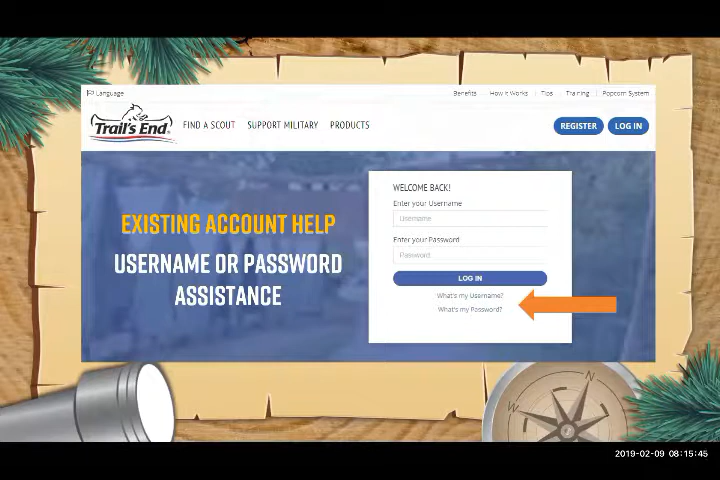 Language
Benefits
How it Works
Tips
Training
Popcorn System
Trail's End
FIND A SCOUT
SUPPORT MILITARY
PRODUCTS
REGISTER
LOG IN
EXISTING ACCOUNT HELP
USERNAME OR PASSWORD
ASSISTANCE
WELCOME BACK!
Enter your Username
Username
Enter your Password
Password
LOG IN
What's my Username?
What's my Password?
N
W
2019-02-09 08:15:45